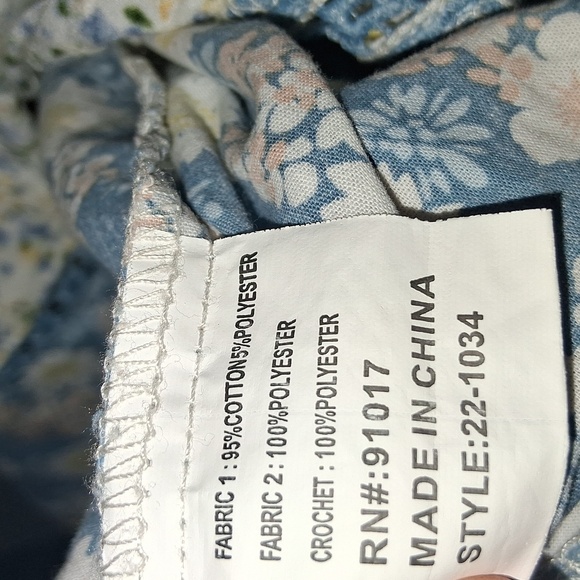 FABRIC 1 : 95%COTTON5%POLYESTER
FABRIC 2 : 100%POLYESTER
CROCHET : 100%POLYESTER
RN#:91017
MADE IN CHINA
STYLE:22-1034